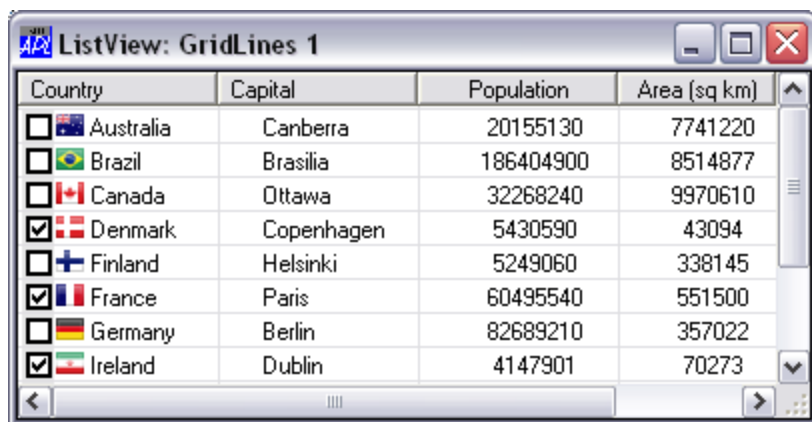 APL ListView: GridLines 1
Country Capital Population Area (sq km)
Australia Canberra 20155130 7741220
Brazil Brasilia 186404900 8514877
Canada Ottawa 32268240 9970610
Denmark Copenhagen 5430590 43094
Finland Helsinki 5249060 338145
France Paris 60495540 551500
Germany Berlin 82689210 357022
Ireland Dublin 4147901 70273